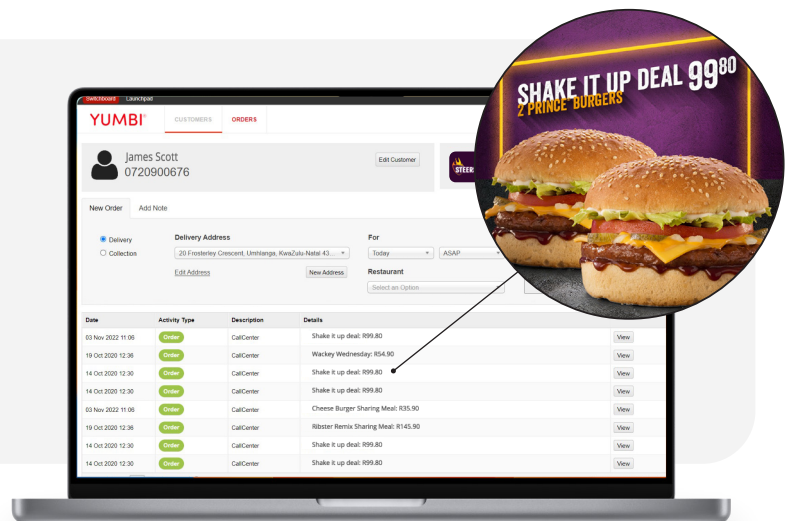 SHAKE IT UP DEAL 99⁸⁰
2 PRINCE® BURGERS
Switchboard Launchpad
YUMBI®
CUSTOMERS ORDERS
James Scott
0720900676
Edit Customer
New Order Add Note
Delivery
Collection
Delivery Address
20 Frosterley Crescent, Umhlanga, KwaZulu-Natal 43...
Edit Address
New Address
For
Today
ASAP
Restaurant
Select an Option
Date Activity Type Description Details
03 Nov 2022 11:06 Order CallCenter Shake it up deal: R99.80 View
19 Oct 2020 12:36 Order CallCenter Wackey Wednesday: R54.90 View
14 Oct 2020 12:30 Order CallCenter Shake it up deal: R99.80 View
14 Oct 2020 12:30 Order CallCenter Shake it up deal: R99.80 View
03 Nov 2022 11:06 Order CallCenter Cheese Burger Sharing Meal: R35.90 View
19 Oct 2020 12:36 Order CallCenter Ribster Remix Sharing Meal: R145.90 View
14 Oct 2020 12:30 Order CallCenter Shake it up deal: R99.80 View
14 Oct 2020 12:30 Order CallCenter Shake it up deal: R99.80 View